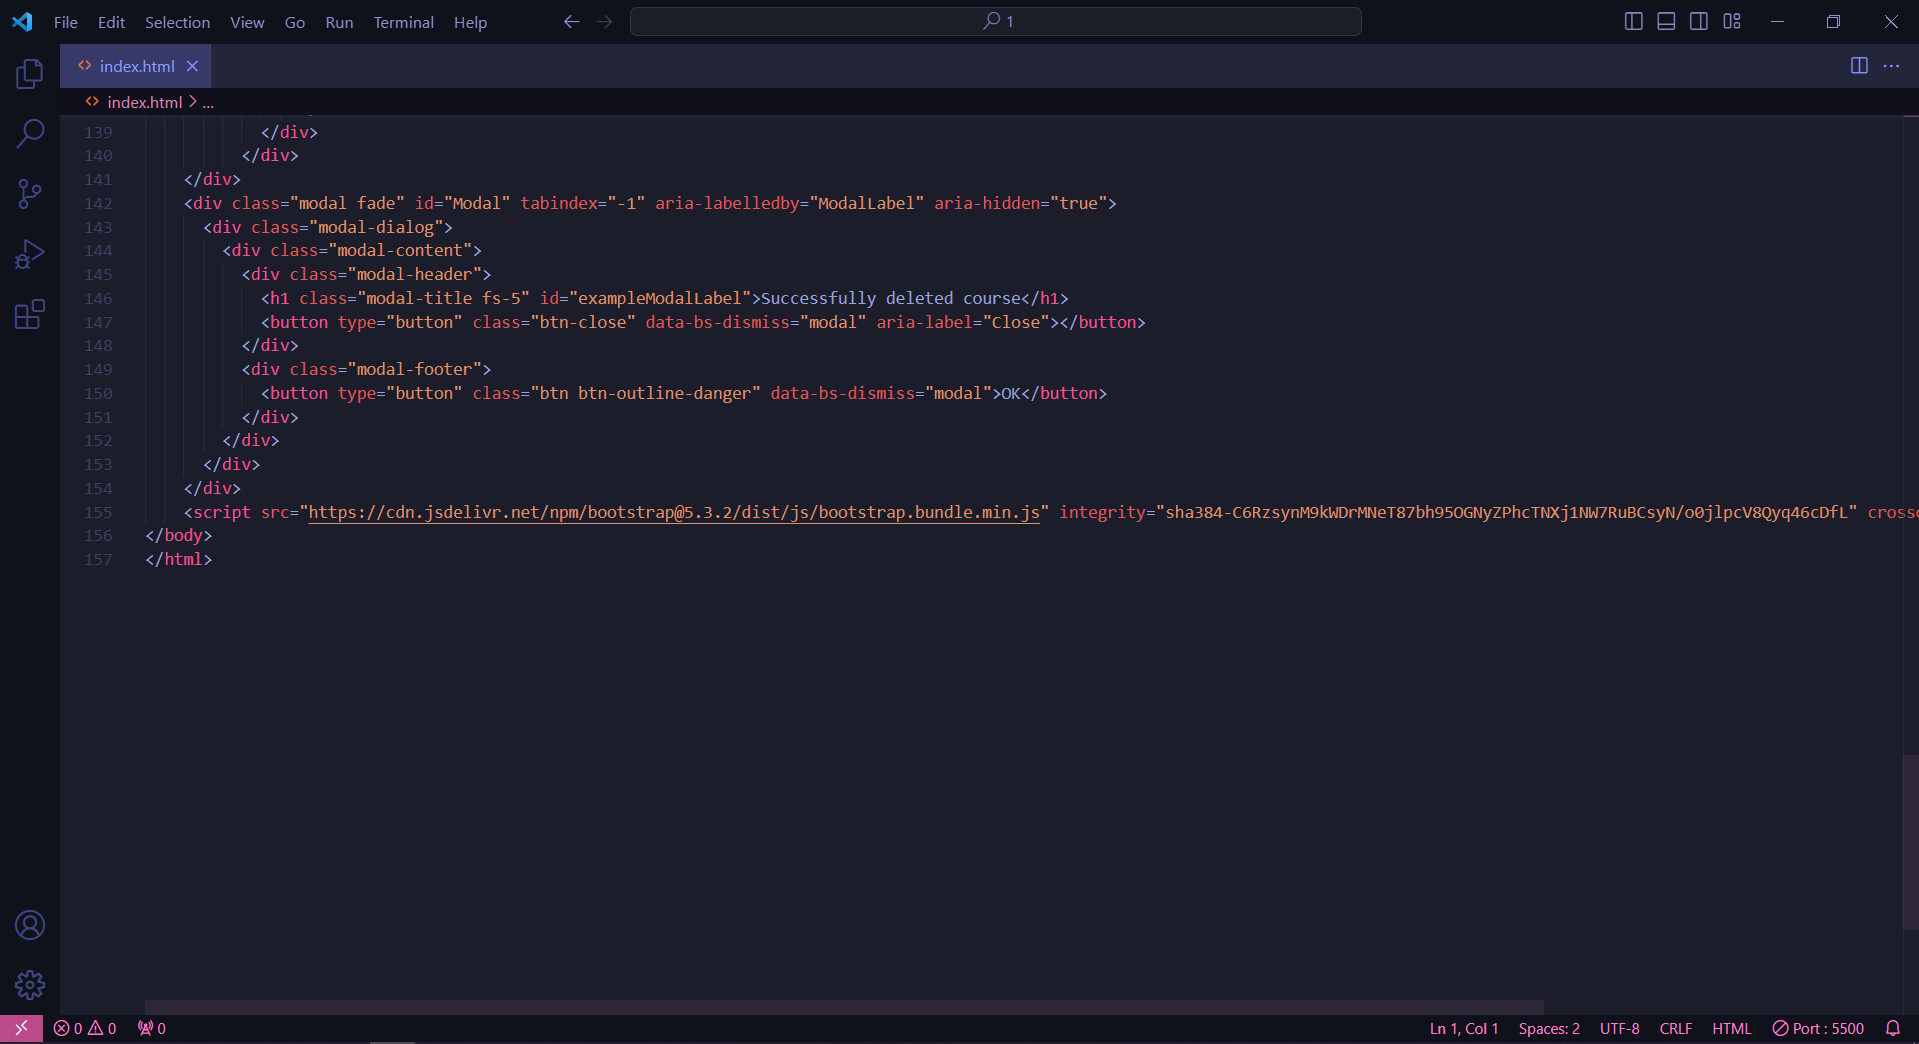 File Edit Selection View Go Run Terminal Help 1
index.html
index.html > ...
139 </div>
140 </div>
141 </div>
142 <div class="modal fade" id="Modal" tabindex="-1" aria-labelledby="ModalLabel" aria-hidden="true">
143 <div class="modal-dialog">
144 <div class="modal-content">
145 <div class="modal-header">
146 <h1 class="modal-title fs-5" id="exampleModalLabel">Successfully deleted course</h1>
147 <button type="button" class="btn-close" data-bs-dismiss="modal" aria-label="Close"></button>
148 </div>
149 <div class="modal-footer">
150 <button type="button" class="btn btn-outline-danger" data-bs-dismiss="modal">OK</button>
151 </div>
152 </div>
153 </div>
154 </div>
155 <script src="https://cdn.jsdelivr.net/npm/bootstrap@5.3.2/dist/js/bootstrap.bundle.min.js" integrity="sha384-C6RzsynM9kWDrMNeT87bh95OGNyZPhcTNXj1NW7RuBCsyN/o0jlpcV8Qyq46cDfL" cross
156 </body>
157 </html>
0 0 0 Ln 1, Col 1 Spaces: 2 UTF-8 CRLF HTML Port : 5500